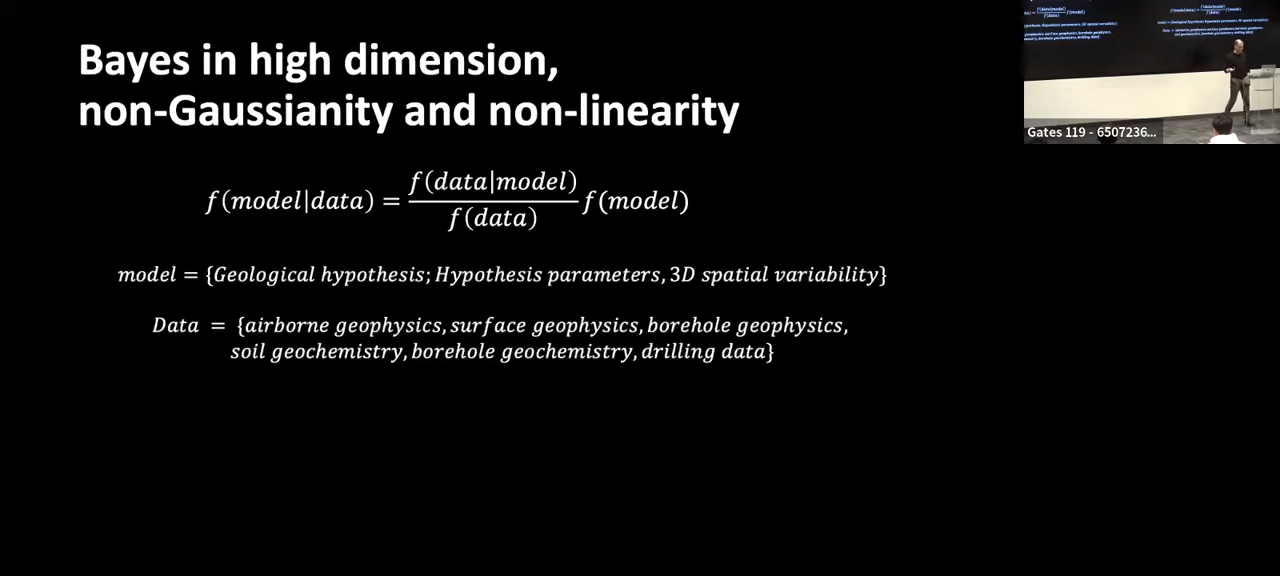 Bayes in high dimension,
non-Gaussianity and non-linearity
f(model|data) = f(data|model) / f(data) f(model)
model = {Geological hypothesis; Hypothesis parameters, 3D spatial variability}
Data = {airborne geophysics, surface geophysics, borehole geophysics,
soil geochemistry, borehole geochemistry, drilling data}
Gates 119 - 6507236...